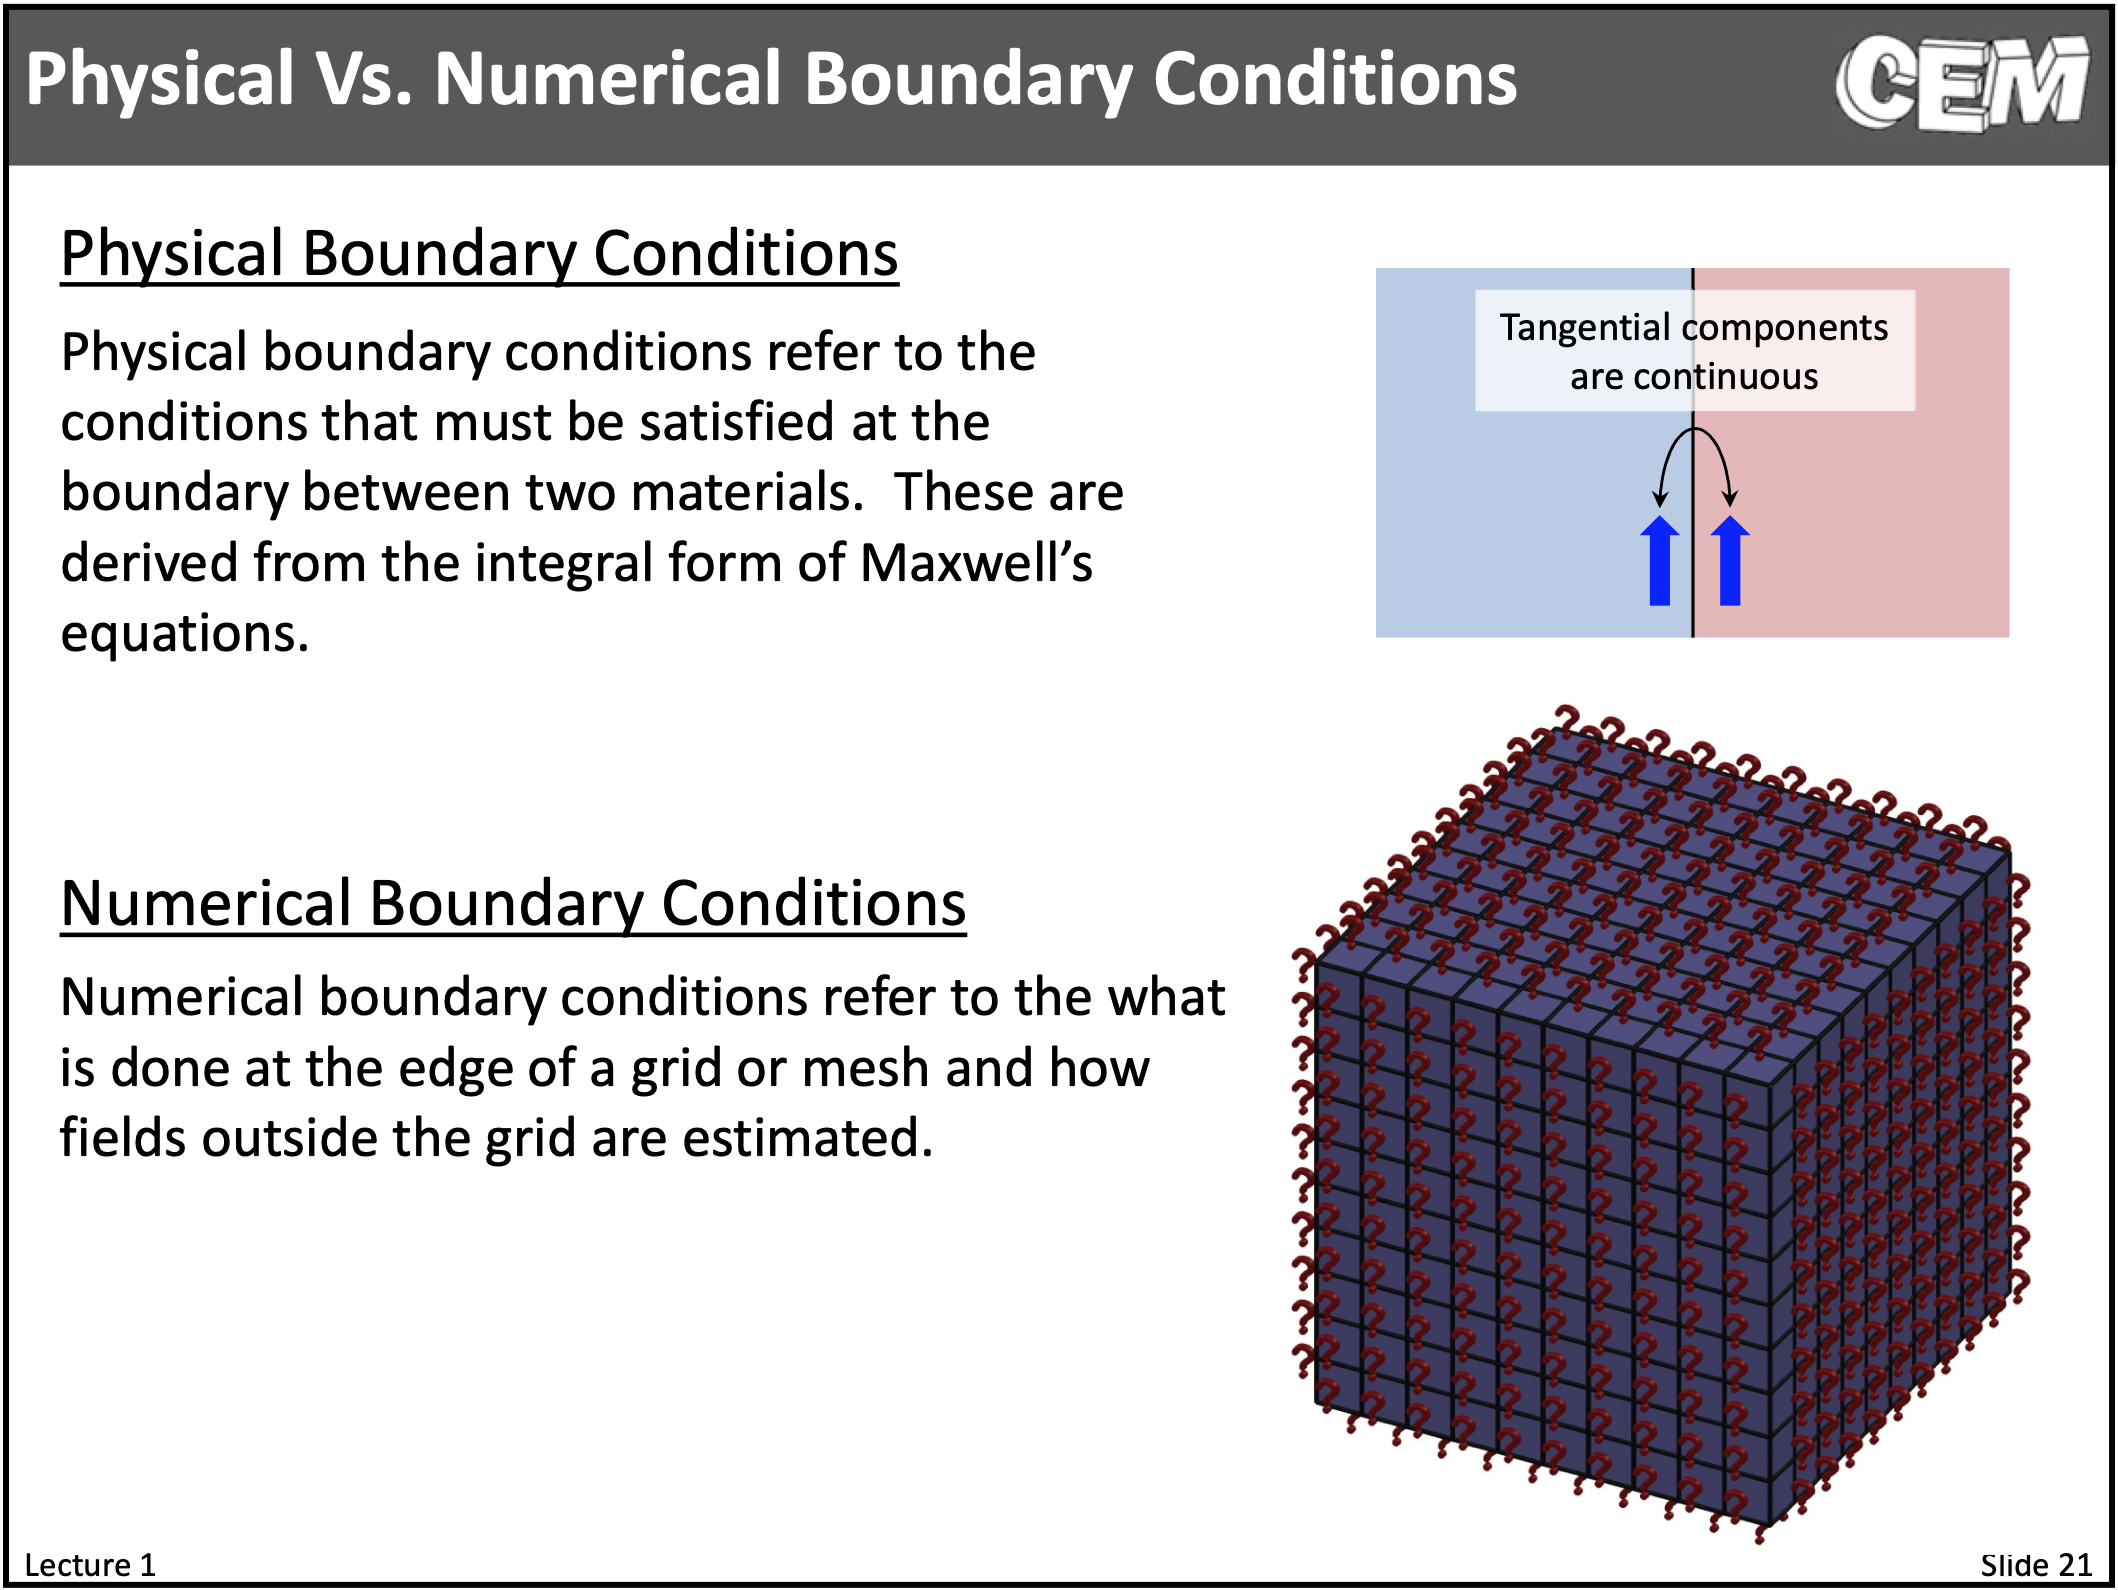 Physical Vs. Numerical Boundary Conditions
CEM
Physical Boundary Conditions
Physical boundary conditions refer to the
conditions that must be satisfied at the
boundary between two materials.  These are
derived from the integral form of Maxwell’s
equations.
Tangential components
are continuous
Numerical Boundary Conditions
Numerical boundary conditions refer to the what
is done at the edge of a grid or mesh and how
fields outside the grid are estimated.
Lecture 1
Slide 21